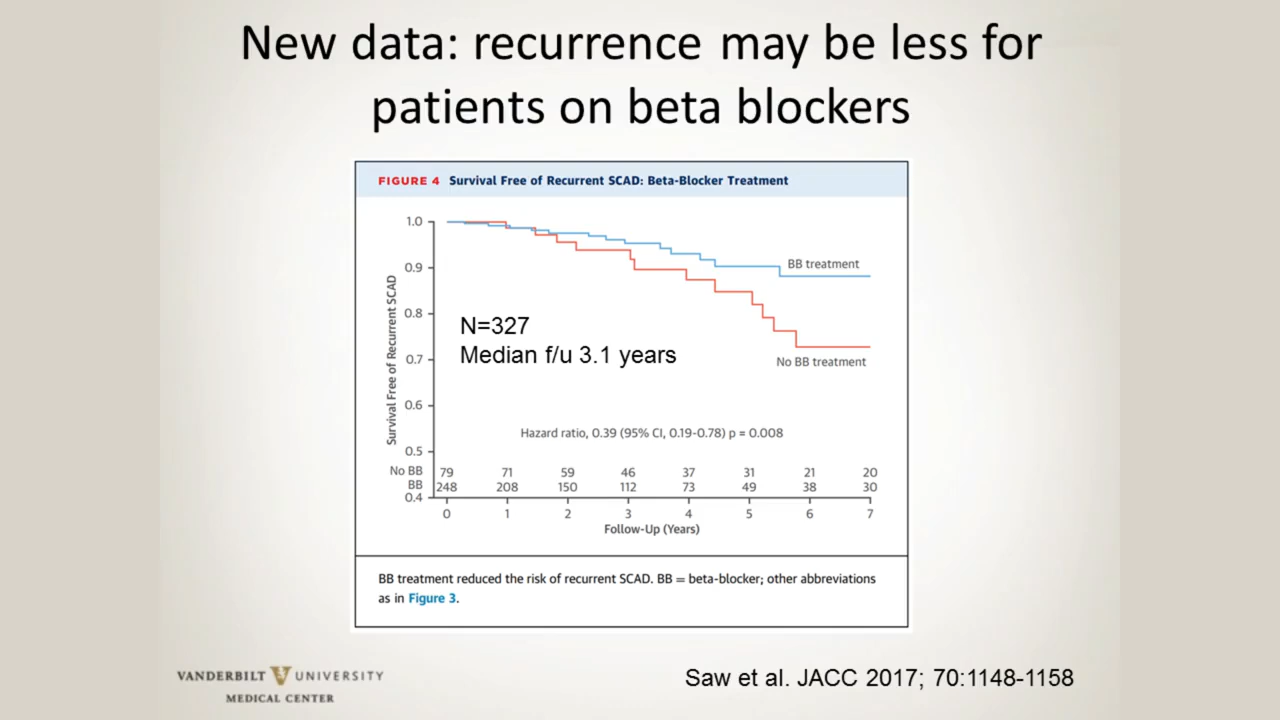 New data: recurrence may be less for
patients on beta blockers
FIGURE 4 Survival Free of Recurrent SCAD: Beta-Blocker Treatment
Survival Free of Recurrent SCAD
1.0
0.9
0.8
0.7
0.6
0.5
0.4
BB treatment
No BB treatment
N=327
Median f/u 3.1 years
Hazard ratio, 0.39 (95% CI, 0.19-0.78) p = 0.008
No BB 79 71 59 46 37 31 21 20
BB 248 208 150 112 73 49 38 30
0 1 2 3 4 5 6 7
Follow-Up (Years)
BB treatment reduced the risk of recurrent SCAD. BB = beta-blocker; other abbreviations
as in Figure 3.
VANDERBILT V UNIVERSITY
MEDICAL CENTER
Saw et al. JACC 2017; 70:1148-1158